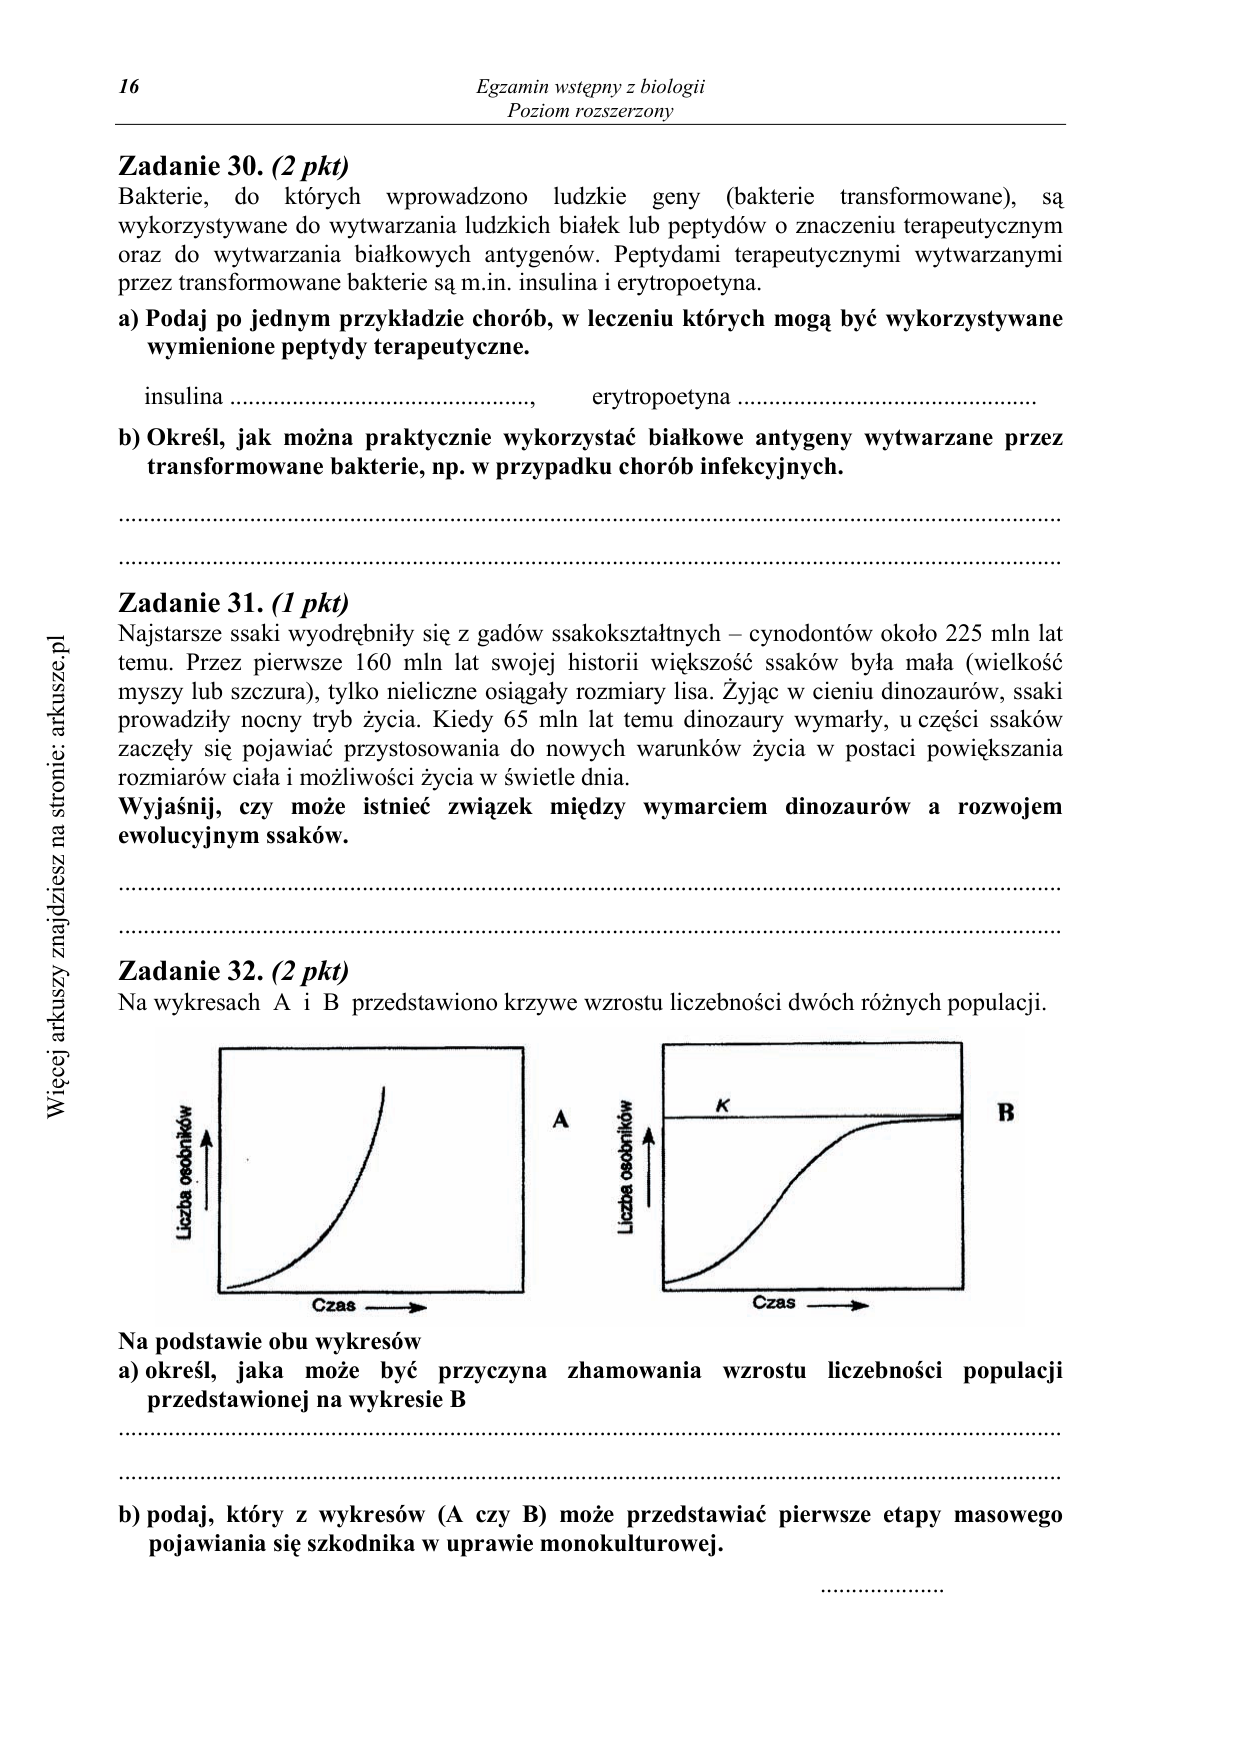 16
Egzamin wstępny z biologii
Poziom rozszerzony
Zadanie 30. (2 pkt)
Bakterie, do których wprowadzono ludzkie geny (bakterie transformowane), są
wykorzystywane do wytwarzania ludzkich białek lub peptydów o znaczeniu terapeutycznym
oraz do wytwarzania białkowych antygenów. Peptydami terapeutycznymi wytwarzanymi
przez transformowane bakterie są m.in. insulina i erytropoetyna.
a) Podaj po jednym przykładzie chorób, w leczeniu których mogą być wykorzystywane
wymienione peptydy terapeutyczne.
insulina ................................................, erytropoetyna ................................................
b) Określ, jak można praktycznie wykorzystać białkowe antygeny wytwarzane przez
transformowane bakterie, np. w przypadku chorób infekcyjnych.
.......................................................................................................................................................
.......................................................................................................................................................
Zadanie 31. (1 pkt)
Najstarsze ssaki wyodrębniły się z gadów ssakokształtnych – cynodontów około 225 mln lat
temu. Przez pierwsze 160 mln lat swojej historii większość ssaków była mała (wielkość
myszy lub szczura), tylko nieliczne osiągały rozmiary lisa. Żyjąc w cieniu dinozaurów, ssaki
prowadziły nocny tryb życia. Kiedy 65 mln lat temu dinozaury wymarły, u części ssaków
zaczęły się pojawiać przystosowania do nowych warunków życia w postaci powiększania
rozmiarów ciała i możliwości życia w świetle dnia.
Wyjaśnij, czy może istnieć związek między wymarciem dinozaurów a rozwojem
ewolucyjnym ssaków.
.......................................................................................................................................................
.......................................................................................................................................................
Zadanie 32. (2 pkt)
Na wykresach A i B przedstawiono krzywe wzrostu liczebności dwóch różnych populacji.
Liczba osobników
A
Czas
Liczba osobników
K
B
Czas
Na podstawie obu wykresów
a) określ, jaka może być przyczyna zhamowania wzrostu liczebności populacji
przedstawionej na wykresie B
.......................................................................................................................................................
.......................................................................................................................................................
b) podaj, który z wykresów (A czy B) może przedstawiać pierwsze etapy masowego
pojawiania się szkodnika w uprawie monokulturowej.
....................
Więcej arkuszy znajdziesz na stronie: arkusze.pl